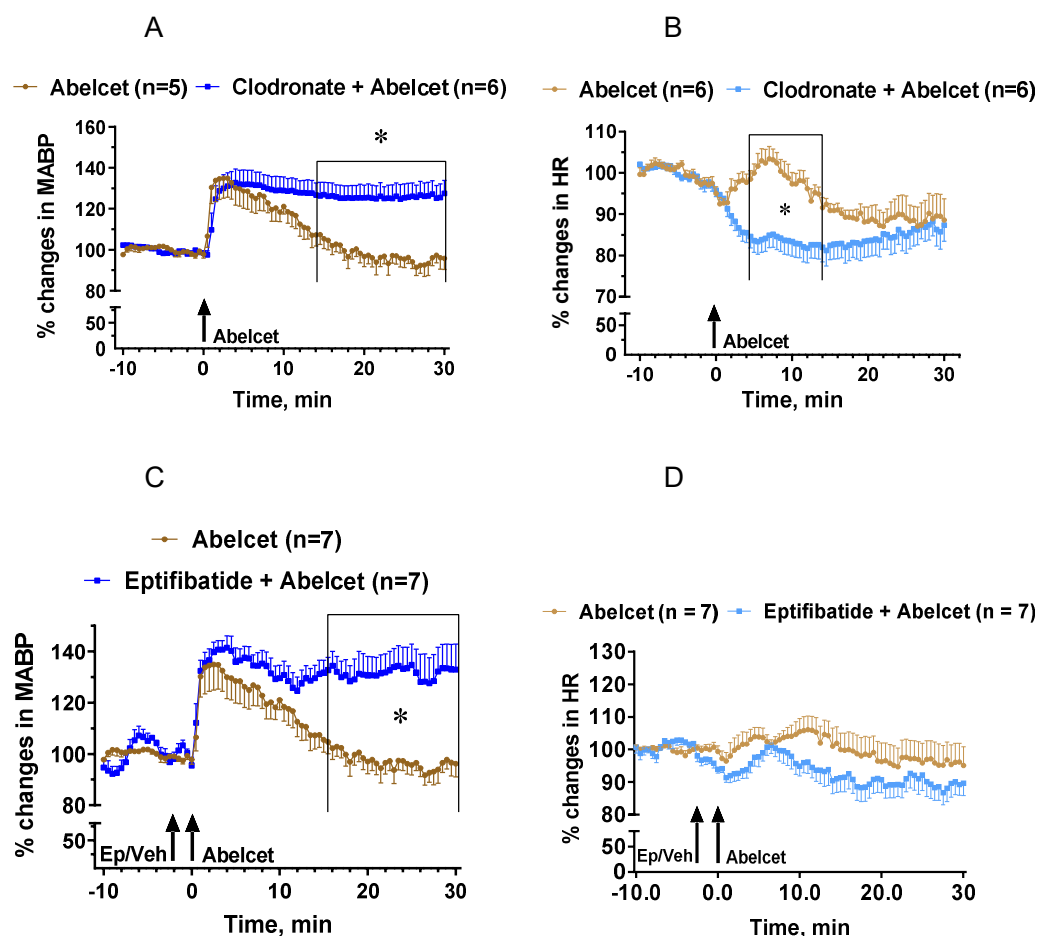 A
Abelcet (n=5) Clodronate + Abelcet (n=6)
% changes in MABP
160
140
120
100
80
50
0
*
Abelcet
-10 0 10 20 30
Time, min
B
Abelcet (n=6) Clodronate + Abelcet (n=6)
% changes in HR
110
100
90
80
70
50
0
*
Abelcet
-10 0 10 20 30
Time, min
C
Abelcet (n=7)
Eptifibatide + Abelcet (n=7)
% changes in MABP
140
120
100
80
50
*
Ep/Veh Abelcet
-10 0 10 20 30
Time, min
D
Abelcet (n = 7) Eptifibatide + Abelcet (n = 7)
% changes in HR
130
120
110
100
90
80
50
0
Ep/Veh Abelcet
-10.0 0.0 10.0 20.0 30
Time, min